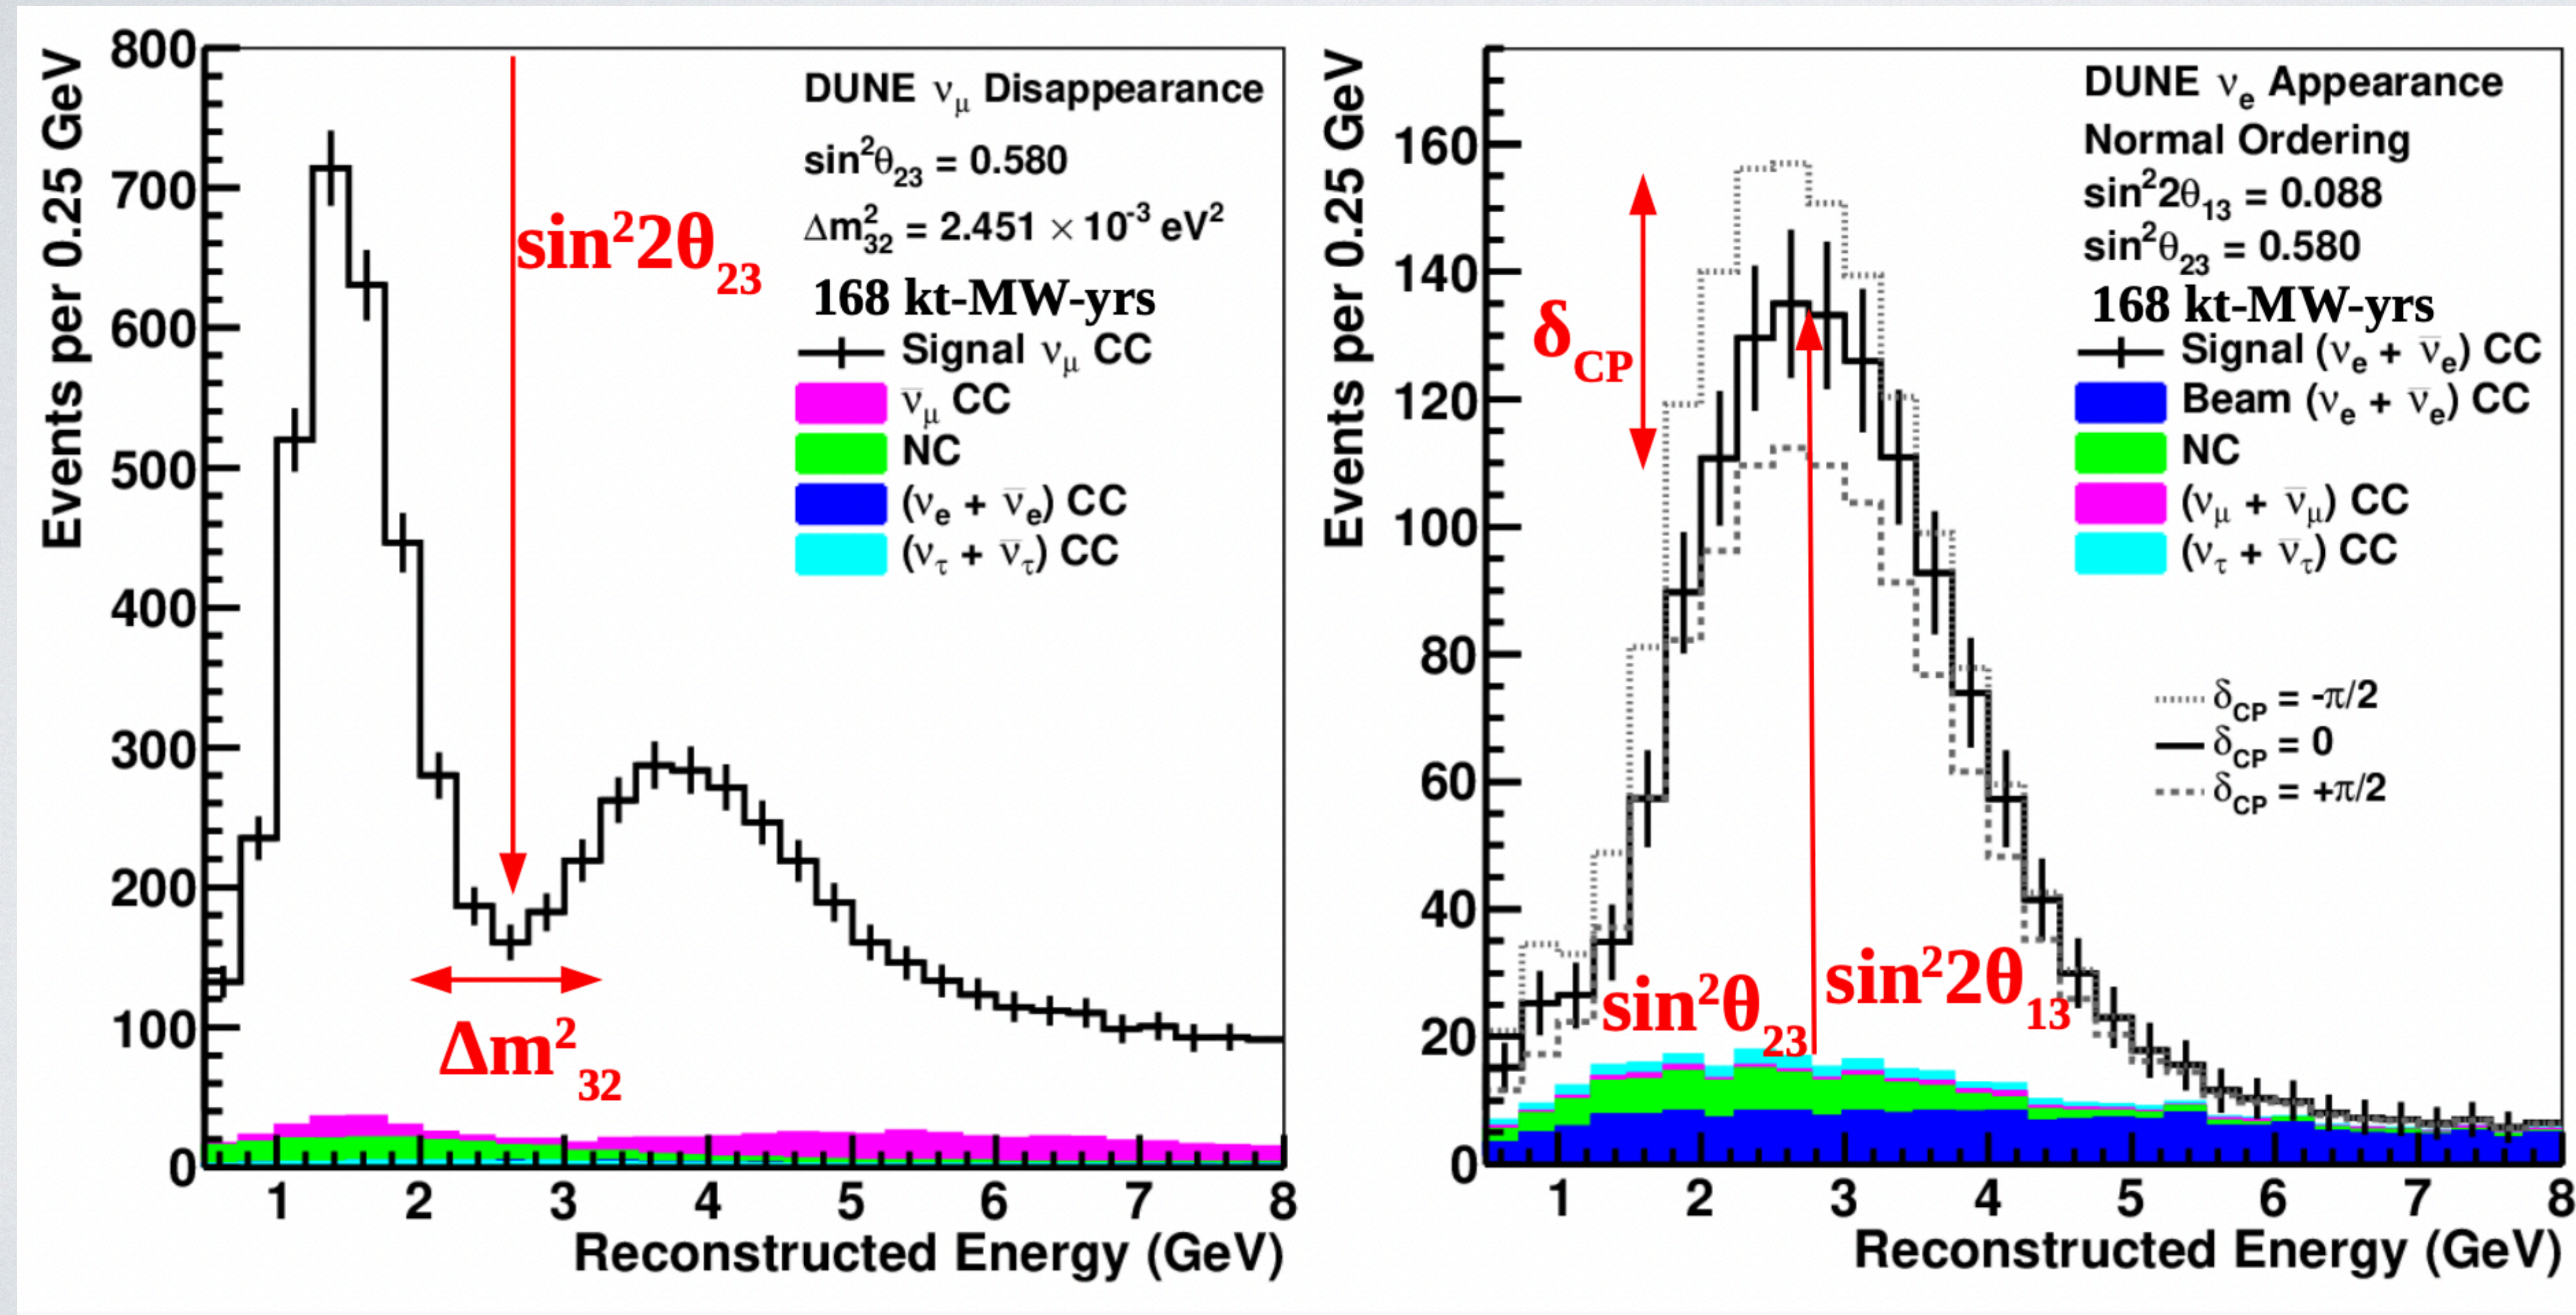 Events per 0.25 GeV
800
700
600
500
400
300
200
100
0
1 2 3 4 5 6 7 8
Reconstructed Energy (GeV)
DUNE νμ Disappearance
sin²θ23 = 0.580
Δm²32 = 2.451 × 10⁻³ eV²
168 kt-MW-yrs
Signal νμ CC
ν̅μ CC
NC
(νe + ν̅e) CC
(ντ + ν̅τ) CC
sin²2θ23
Δm²32
Events per 0.25 GeV
160
140
120
100
80
60
40
20
0
1 2 3 4 5 6 7 8
Reconstructed Energy (GeV)
DUNE νe Appearance
Normal Ordering
sin²2θ13 = 0.088
sin²θ23 = 0.580
168 kt-MW-yrs
Signal (νe + ν̅e) CC
Beam (νe + ν̅e) CC
NC
(νμ + ν̅μ) CC
(ντ + ν̅τ) CC
δCP = -π/2
δCP = 0
δCP = +π/2
δCP
sin²θ23
sin²2θ13